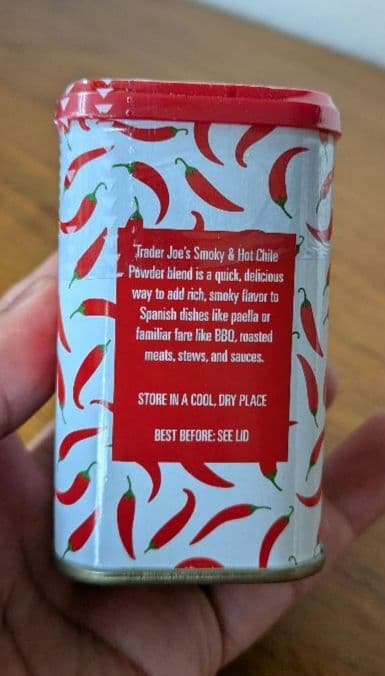 Trader Joe's Smoky & Hot Chile
Powder blend is a quick, delicious
way to add rich, smoky flavor to
Spanish dishes like paella or
familiar fare like BBQ, roasted
meats, stews, and sauces.
STORE IN A COOL, DRY PLACE
BEST BEFORE: SEE LID